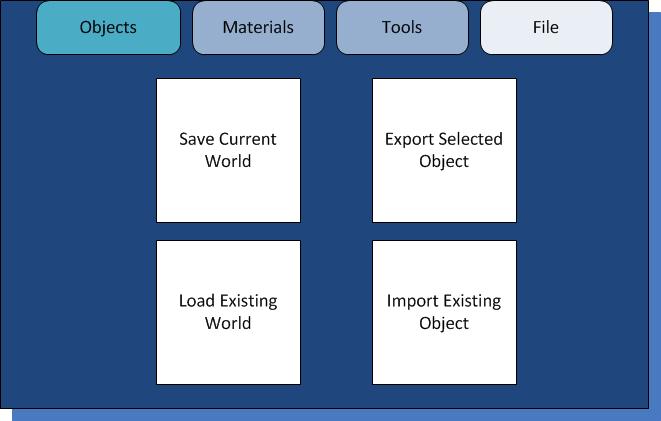 Objects
Materials
Tools
File
Save Current
World
Export Selected
Object
Load Existing
World
Import Existing
Object